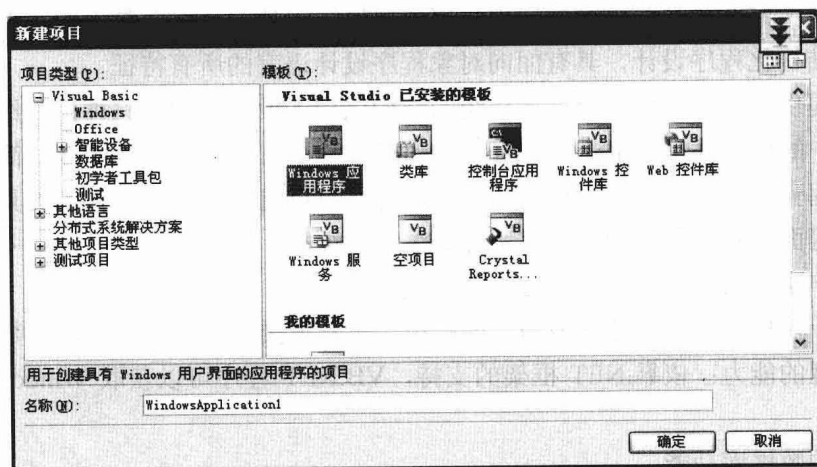 新建项目
项目类型(P):
模板(T):
Visual Basic
Windows
Office
智能设备
数据库
初学者工具包
测试
其他语言
分布式系统解决方案
其他项目类型
测试项目
Visual Studio 已安装的模板
Windows 应
用程序
类库
控制台应用
程序
Windows 控
件库
Web 控件库
Windows 服
务
空项目
Crystal
Reports...
我的模板
用于创建具有 Windows 用户界面的应用程序的项目
名称(N):
WindowsApplication1
确定
取消